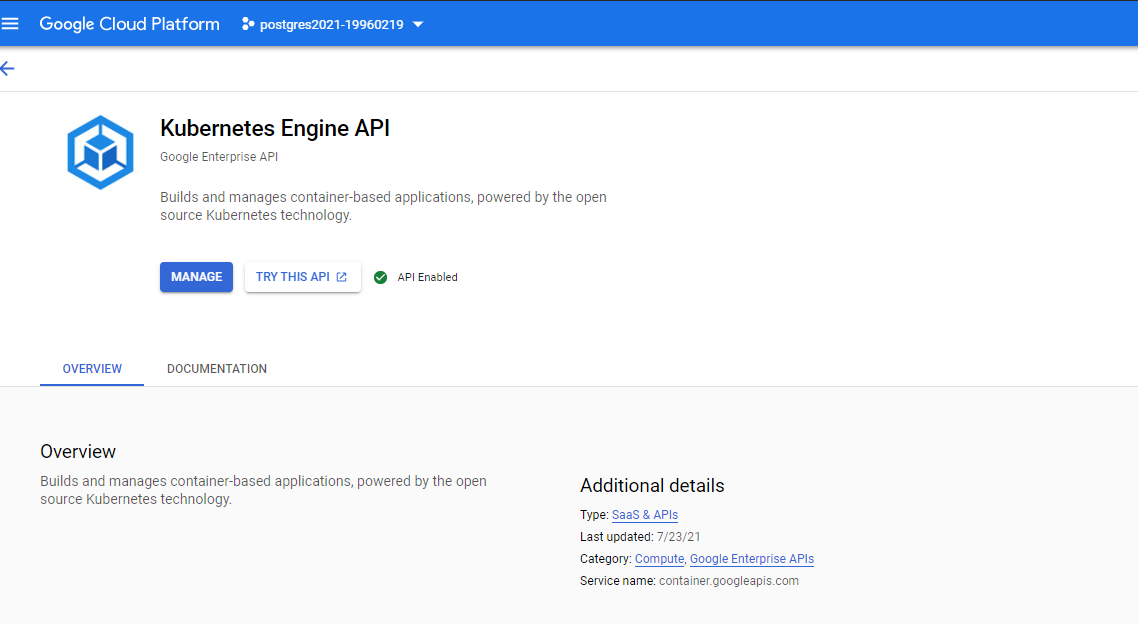 Google Cloud Platform postgres2021-19960219
Kubernetes Engine API
Google Enterprise API
Builds and manages container-based applications, powered by the open
source Kubernetes technology.
MANAGE TRY THIS API API Enabled
OVERVIEW DOCUMENTATION
Overview
Builds and manages container-based applications, powered by the open
source Kubernetes technology.
Additional details
Type: SaaS & APIs
Last updated: 7/23/21
Category: Compute, Google Enterprise APIs
Service name: container.googleapis.com